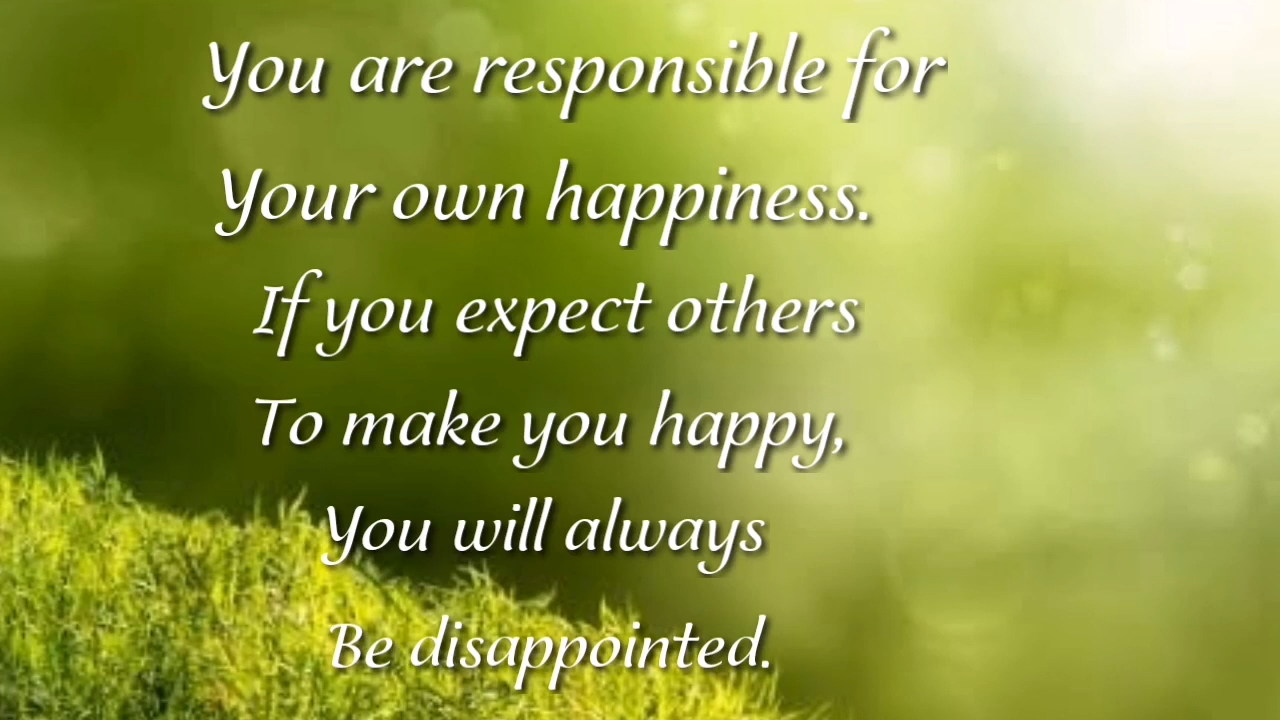 You are responsible for
Your own happiness.
If you expect others
To make you happy,
You will always
Be disappointed.